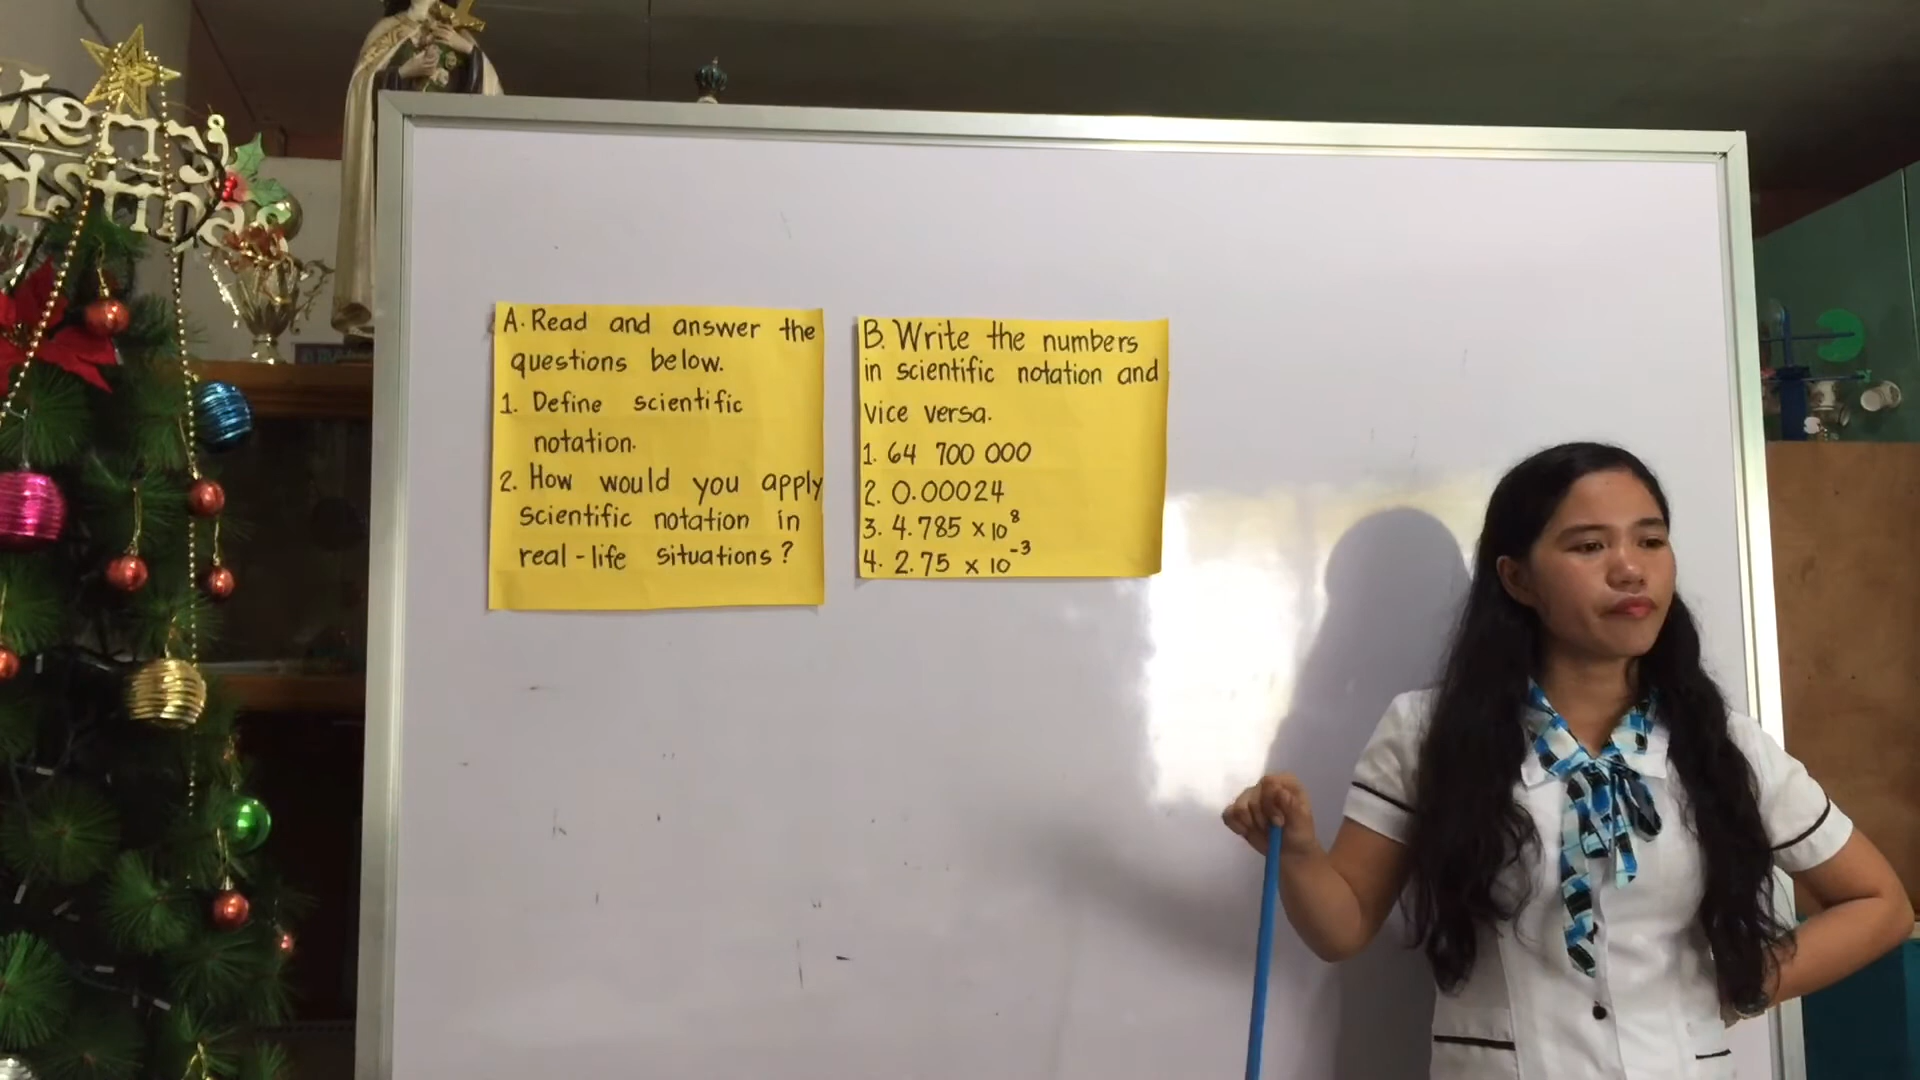 Merry
Christmas
A. Read and answer the
questions below.
1. Define scientific
notation.
2. How would you apply
scientific notation in
real-life situations?
B. Write the numbers
in scientific notation and
vice versa.
1. 64 700 000
2. 0.00024
3. 4.785 x 10⁸
4. 2.75 x 10⁻³